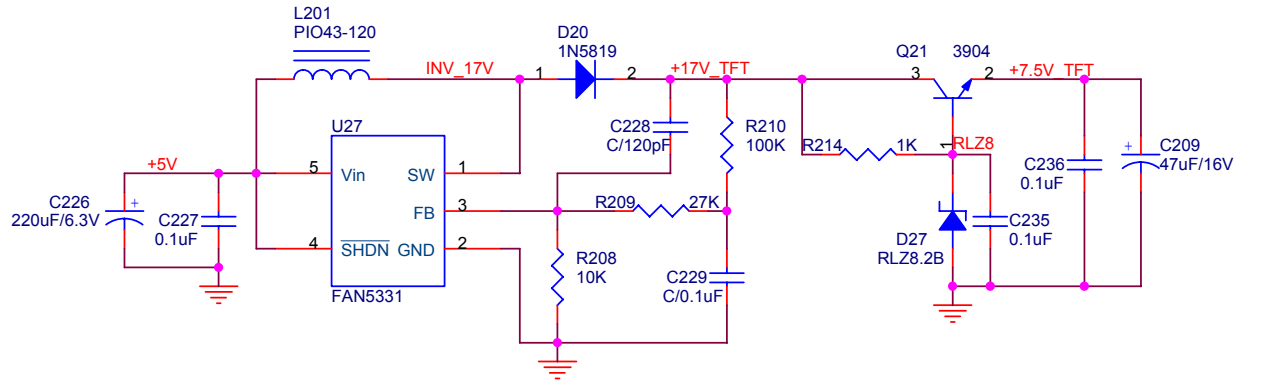 L201
PIO43-120
D20
1N5819
Q21
3904
INV_17V
1
2
+17V_TFT
3
2
+7.5V_TFT
U27
C228
C/120pF
R210
100K
R214
1K
1
RLZ8
C209
47uF/16V
+
C236
0.1uF
+5V
5
Vin
SW
1
C226
220uF/6.3V
+
C227
0.1uF
FB
3
R209
27K
C235
0.1uF
4
SHDN
GND
2
D27
RLZ8.2B
R208
10K
C229
C/0.1uF
FAN5331